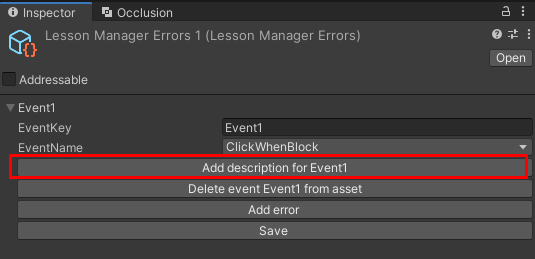 Inspector
Occlusion
Lesson Manager Errors 1 (Lesson Manager Errors)
Open
Addressable
Event1
EventKey
Event1
EventName
ClickWhenBlock
Add description for Event1
Delete event Event1 from asset
Add error
Save